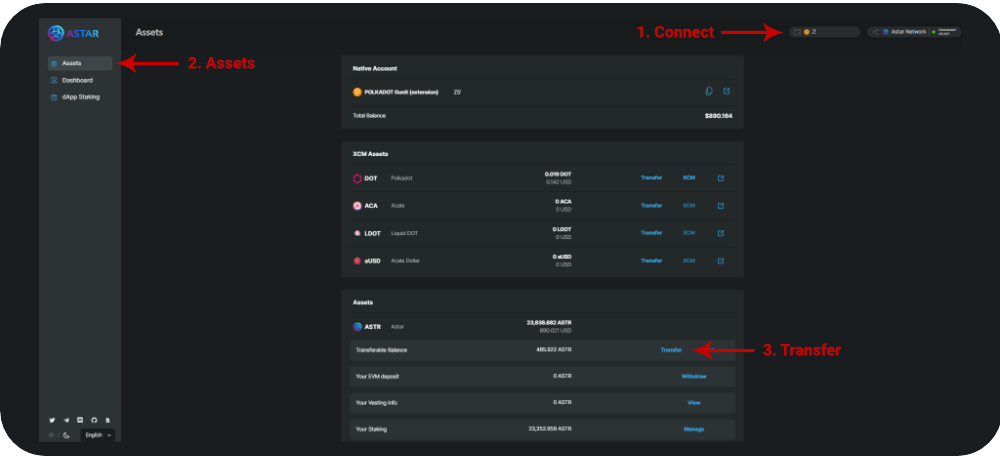 ASTAR
Assets
1. Connect
Astar Network
Assets
2. Assets
Dashboard
dApp Staking
Native Account
POLKADOT Gunit (extension)
Total Balance $890.164
XCM Assets
DOT Polkadot 0.019 DOT Transfer XCM
0.142 USD
ACA Acala 0 ACA Transfer XCM
0 USD
LDOT Liquid DOT 0 LDOT Transfer XCM
0 USD
aUSD Acala Dollar 0 aUSD Transfer XCM
0 USD
Assets
ASTR Astar 23,838.882 ASTR
890.021 USD
Transferable Balance 485.922 ASTR Transfer
3. Transfer
Your EVM deposit 0 ASTR Withdraw
Your Vesting Info 0 ASTR View
Your Staking 23,352.959 ASTR Manage
English